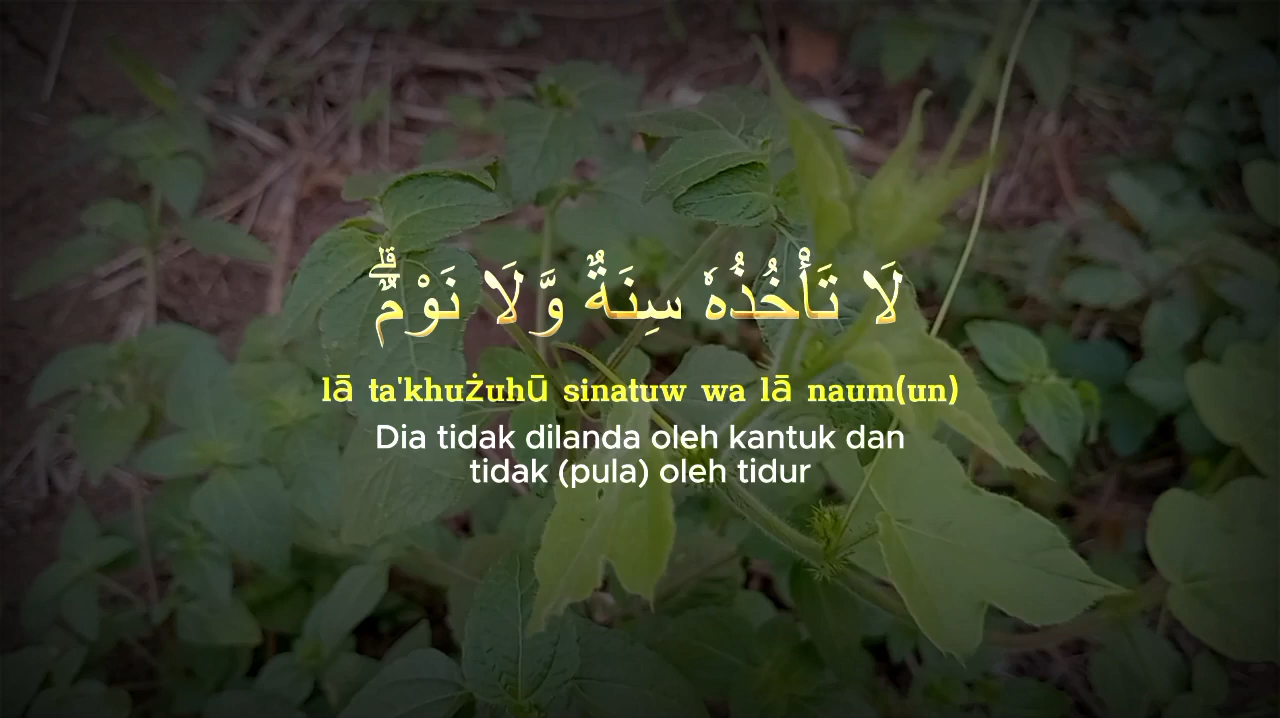 لَا تَأْخُذُهٗ سِنَةٌ وَّلَا نَوْمٌۗ
lā ta'khużuhū sinatuw wa lā naum(un)
Dia tidak dilanda oleh kantuk dan
tidak (pula) oleh tidur